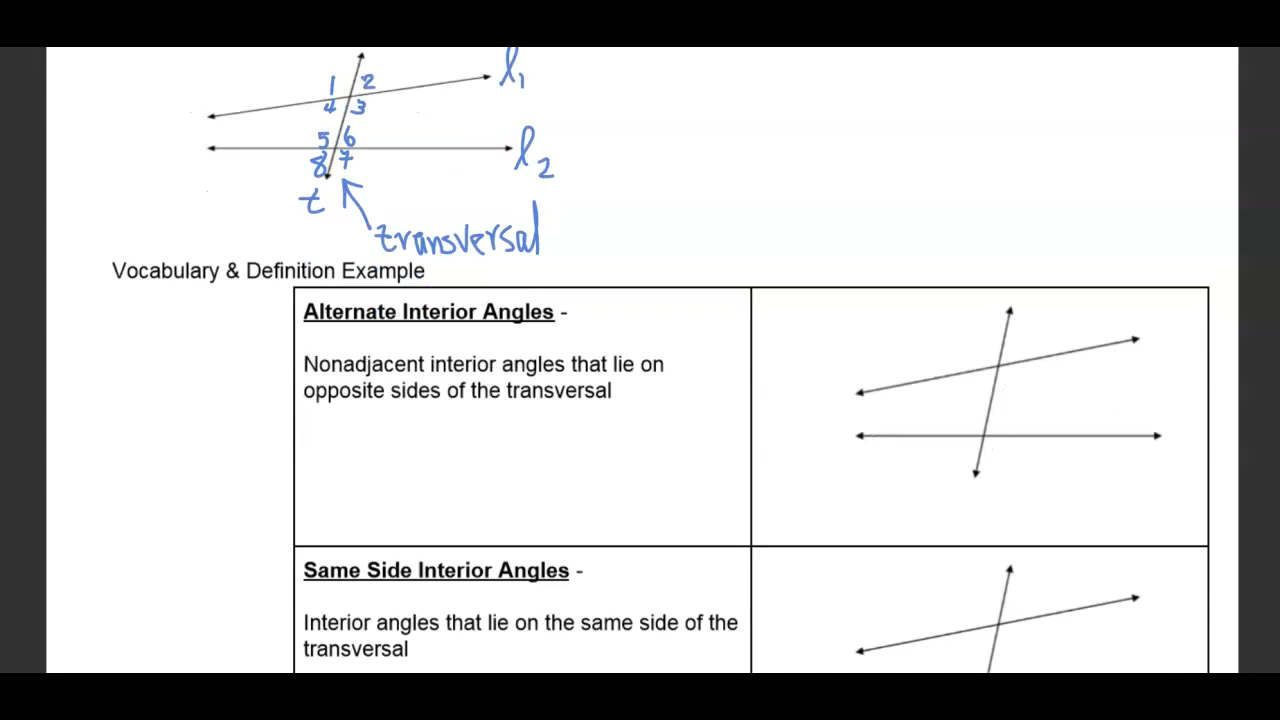 l1
1 2
4 3
5 6
l2
8 7
t
transversal
Vocabulary & Definition Example
Alternate Interior Angles -
Nonadjacent interior angles that lie on
opposite sides of the transversal
Same Side Interior Angles -
Interior angles that lie on the same side of the
transversal